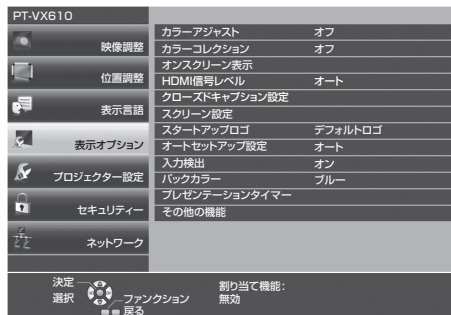 PT-VX610
映像調整
位置調整
表示言語
表示オプション
プロジェクター設定
セキュリティー
ネットワーク
カラーアジャスト オフ
カラーコレクション オフ
オンスクリーン表示
HDMI信号レベル オート
クローズドキャプション設定
スクリーン設定
スタートアップロゴ デフォルトロゴ
オートセットアップ設定 オート
入力検出 オン
バックカラー ブルー
プレゼンテーションタイマー
その他の機能
決定
選択
ファンクション
戻る
割り当て機能:
無効